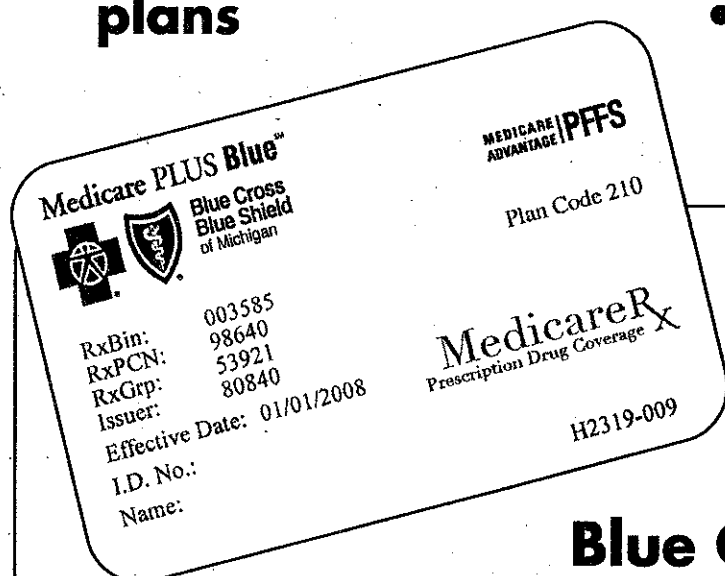 plans
Medicare PLUS Blue℠
MEDICARE ADVANTAGE | PFFS
Blue Cross
Blue Shield
of Michigan
Plan Code 210
RxBin: 003585
RxPCN: 98640
RxGrp: 53921
Issuer: 80840
Effective Date: 01/01/2008
I.D. No.:
Name:
MedicareRx
Prescription Drug Coverage
H2319-009
Blue